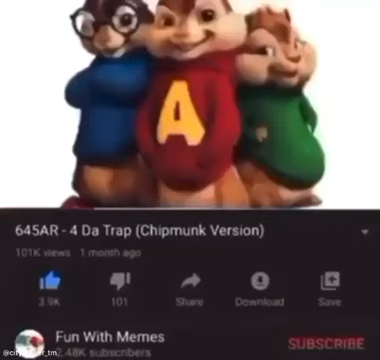 A
645AR - 4 Da Trap (Chipmunk Version)
101K views 1 month ago
3.9K
101
Share
Download
Save
Fun With Memes
2.48K subscribers
SUBSCRIBE